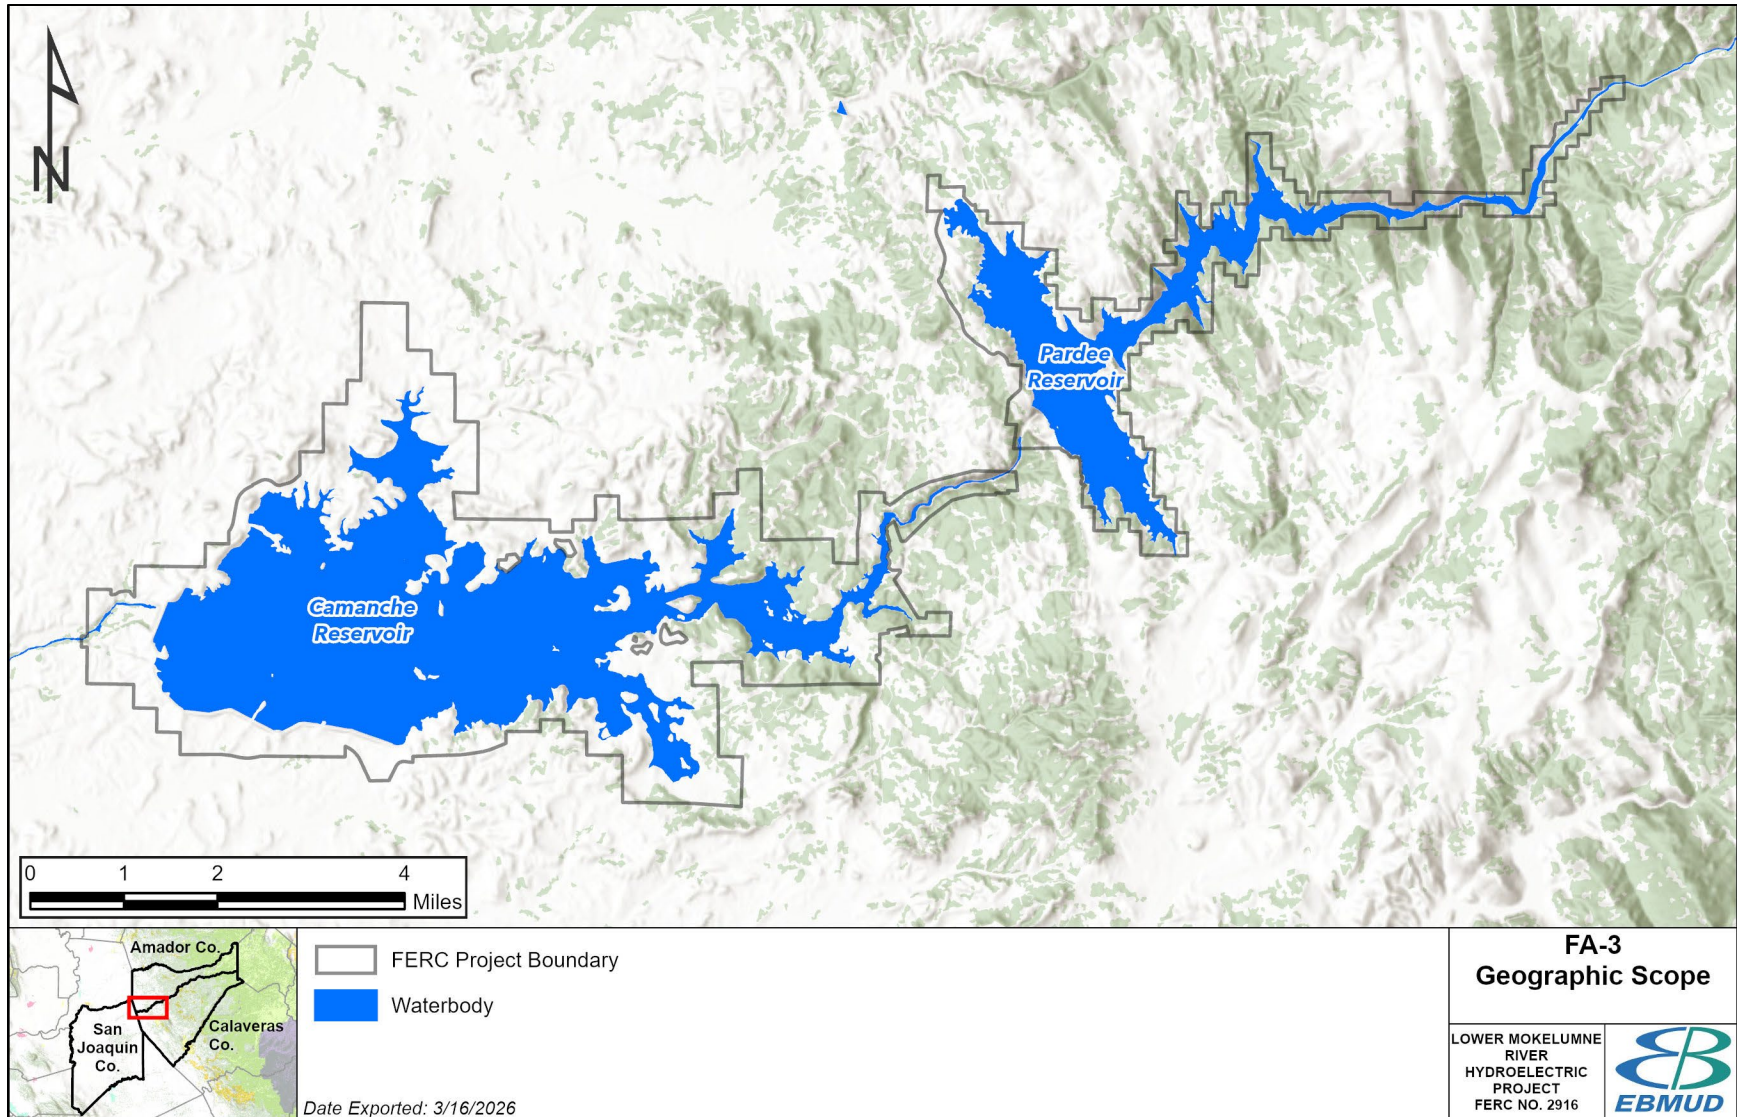 N
Pardee
Reservoir
Camanche
Reservoir
0 1 2 4
Miles
Amador Co.
San
Joaquin
Co.
Calaveras
Co.
FERC Project Boundary
Waterbody
Date Exported: 3/16/2026
FA-3
Geographic Scope
LOWER MOKELUMNE
RIVER
HYDROELECTRIC
PROJECT
FERC NO. 2916
EBMUD